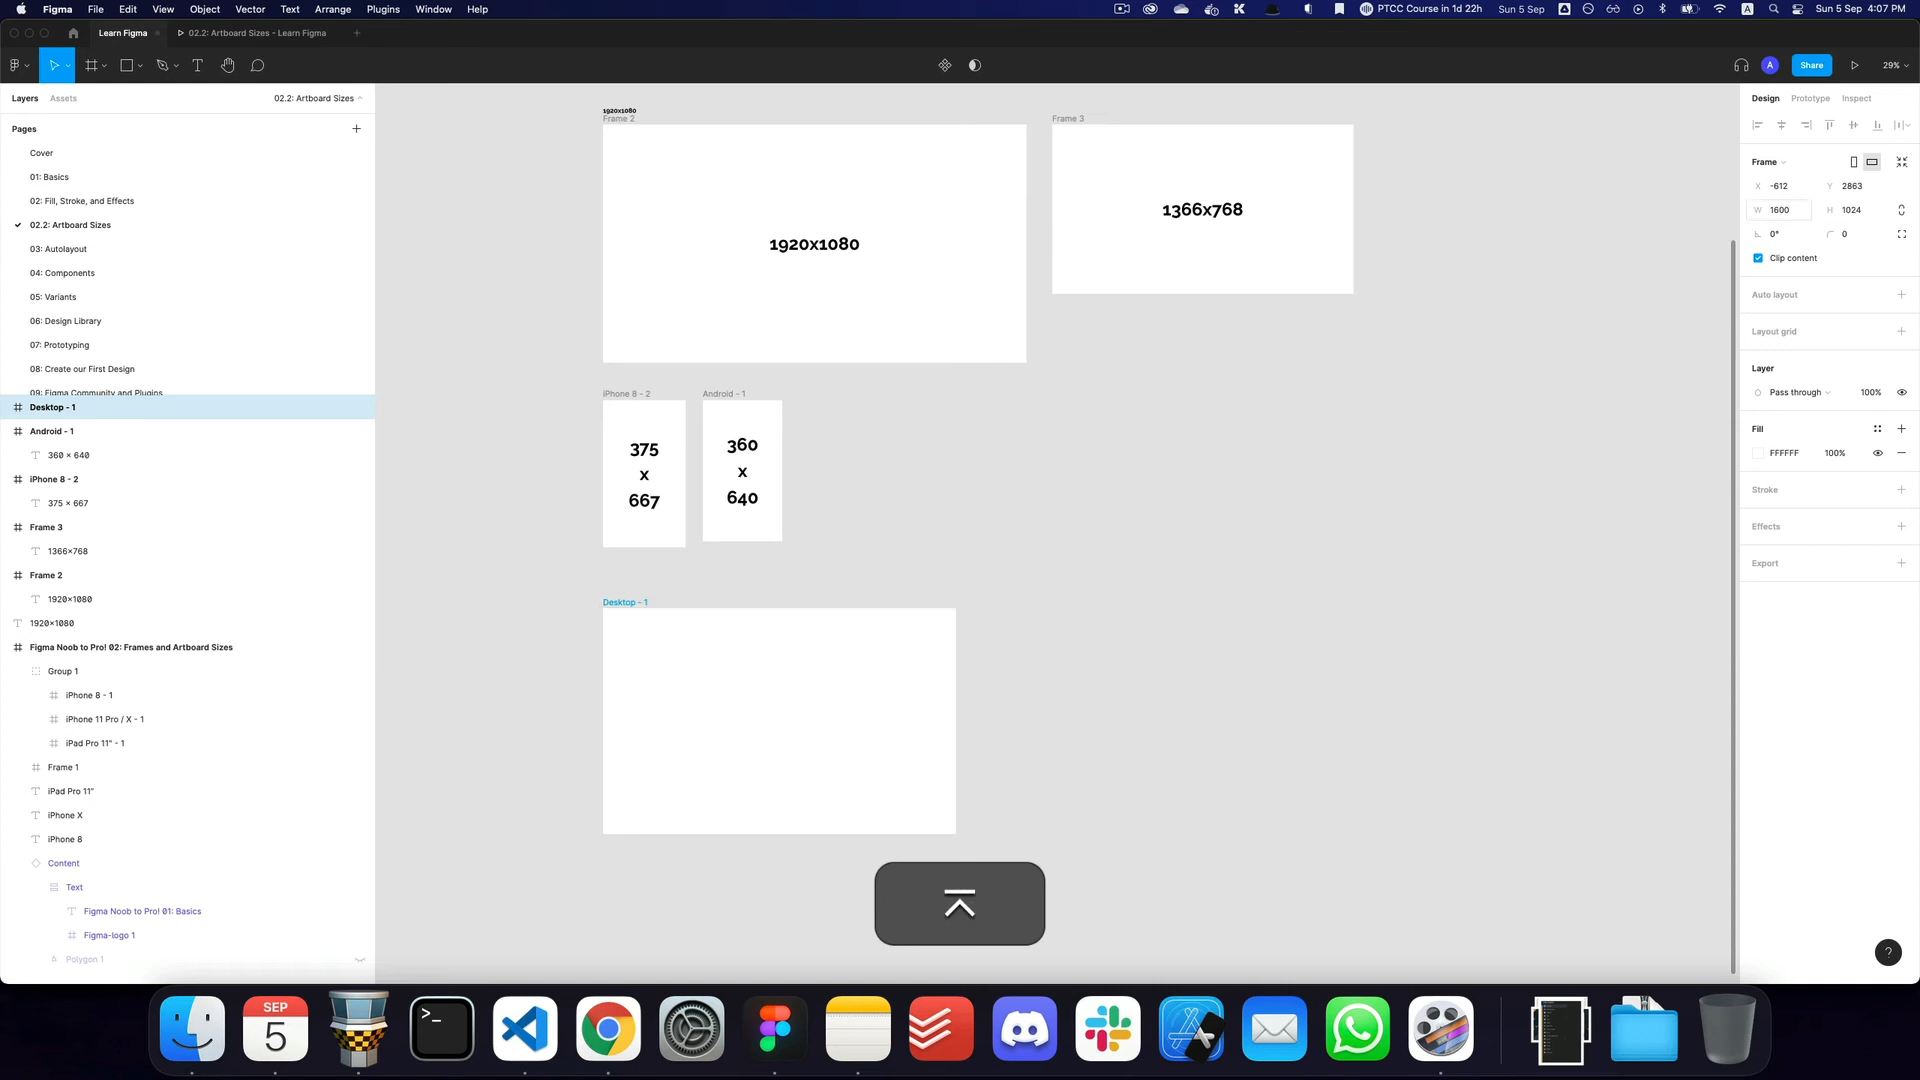 Figma File Edit View Object Vector Text Arrange Plugins Window Help
PTCC Course in 1d 22h Sun 5 Sep A Sun 5 Sep 4:07 PM
Learn Figma 02.2: Artboard Sizes - Learn Figma
A Share 29%
Layers Assets 02.2: Artboard Sizes
Pages
Cover
01: Basics
02: Fill, Stroke, and Effects
02.2: Artboard Sizes
03: Autolayout
04: Components
05: Variants
06: Design Library
07: Prototyping
08: Create our First Design
09: Figma Community and Plugins
Desktop - 1
Android - 1
360 × 640
iPhone 8 - 2
375 × 667
Frame 3
1366×768
Frame 2
1920×1080
1920×1080
Figma Noob to Pro! 02: Frames and Artboard Sizes
Group 1
iPhone 8 - 1
iPhone 11 Pro / X - 1
iPad Pro 11" - 1
Frame 1
iPad Pro 11"
iPhone X
iPhone 8
Content
Text
Figma Noob to Pro! 01: Basics
Figma-logo 1
Polygon 1
1920x1080
Frame 2
1920x1080
Frame 3
1366x768
iPhone 8 - 2
375
x
667
Android - 1
360
x
640
Desktop - 1
Design Prototype Inspect
Frame
X -612 Y 2863
W 1600 H 1024
0° 0
Clip content
Auto layout
Layout grid
Layer
Pass through 100%
Fill
FFFFFF 100%
Stroke
Effects
Export
?
SEP
5
>_